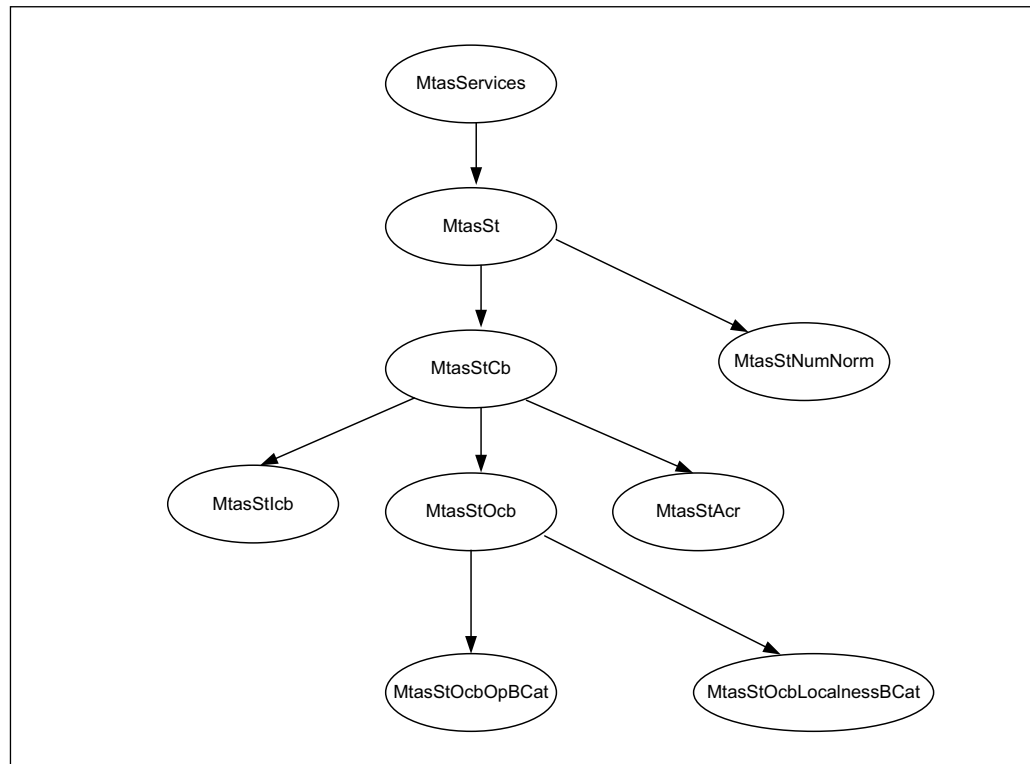 MtasServices
MtasSt
MtasStCb
MtasStNumNorm
MtasStIcb
MtasStOcb
MtasStAcr
MtasStOcbOpBCat
MtasStOcbLocalnessBCat